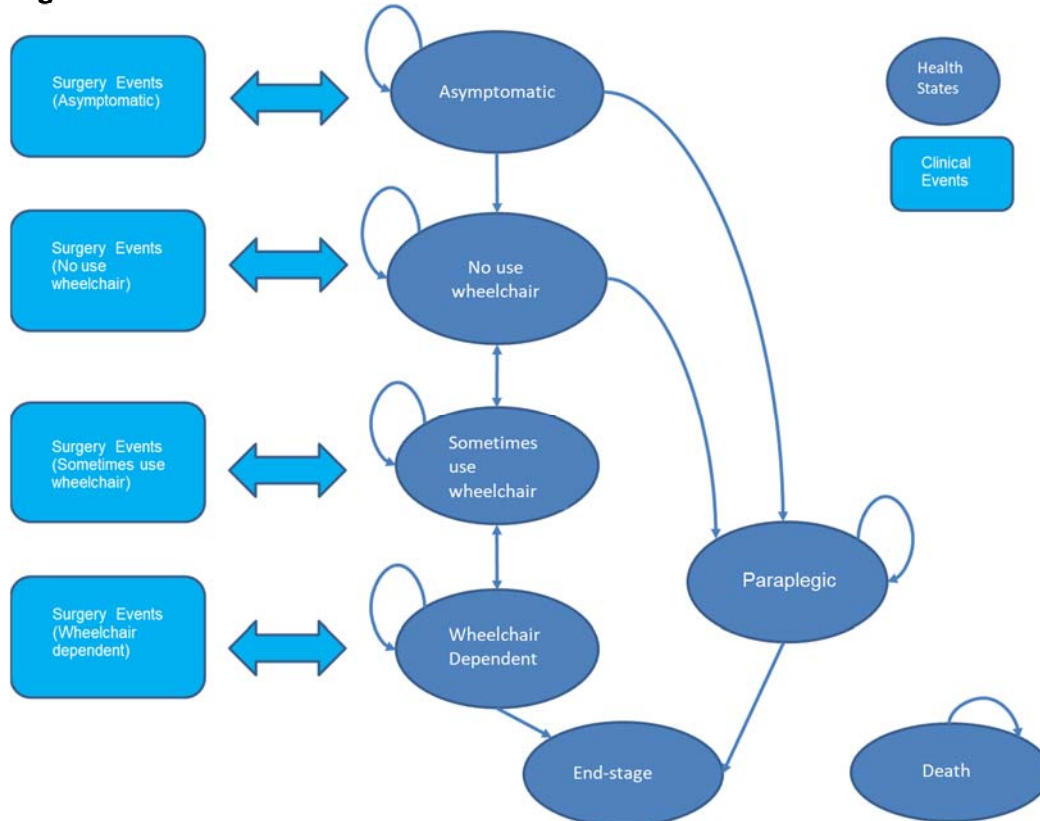 Surgery Events
(Asymptomatic)
Asymptomatic
Health
States
Clinical
Events
Surgery Events
(No use
wheelchair)
No use
wheelchair
Surgery Events
(Sometimes use
wheelchair)
Sometimes
use
wheelchair
Surgery Events
(Wheelchair
dependent)
Wheelchair
Dependent
Paraplegic
End-stage
Death